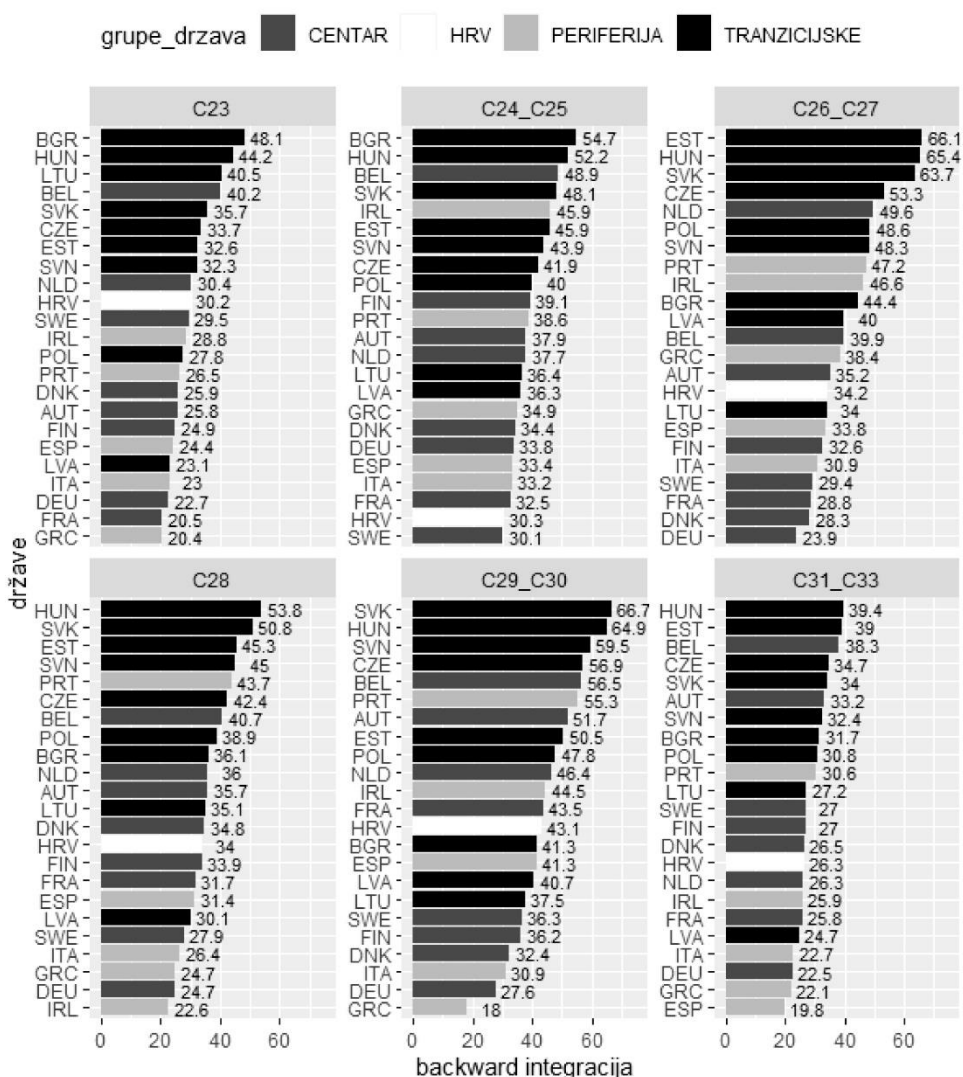 grupe_drzava CENTAR HRV PERIFERIJA TRANZICIJSKE
C23
BGR 48.1
HUN 44.2
LTU 40.5
BEL 40.2
SVK 35.7
CZE 33.7
EST 32.6
SVN 32.3
NLD 30.4
HRV 30.2
SWE 29.5
IRL 28.8
POL 27.8
PRT 26.5
DNK 25.9
AUT 25.8
FIN 24.9
ESP 24.4
LVA 23.1
ITA 23
DEU 22.7
FRA 20.5
GRC 20.4
C24_C25
BGR 54.7
HUN 52.2
BEL 48.9
SVK 48.1
IRL 45.9
EST 45.9
SVN 43.9
CZE 41.9
POL 40
FIN 39.1
PRT 38.6
AUT 37.9
NLD 37.7
LTU 36.4
LVA 36.3
GRC 34.9
DNK 34.4
DEU 33.8
ESP 33.4
ITA 33.2
FRA 32.5
HRV 30.3
SWE 30.1
C26_C27
EST 66.1
HUN 65.4
SVK 63.7
CZE 53.3
NLD 49.6
POL 48.6
SVN 48.3
PRT 47.2
IRL 46.6
BGR 44.4
LVA 40
BEL 39.9
GRC 38.4
AUT 35.2
HRV 34.2
LTU 34
ESP 33.8
FIN 32.6
ITA 30.9
SWE 29.4
FRA 28.8
DNK 28.3
DEU 23.9
države
C28
HUN 53.8
SVK 50.8
EST 45.3
SVN 45
PRT 43.7
CZE 42.4
BEL 40.7
POL 38.9
BGR 36.1
NLD 36
AUT 35.7
LTU 35.1
DNK 34.8
HRV 34
FIN 33.9
FRA 31.7
ESP 31.4
LVA 30.1
SWE 27.9
ITA 26.4
GRC 24.7
DEU 24.7
IRL 22.6
0 20 40 60
C29_C30
SVK 66.7
HUN 64.9
SVN 59.5
CZE 56.9
BEL 56.5
PRT 55.3
AUT 51.7
EST 50.5
POL 47.8
NLD 46.4
IRL 44.5
FRA 43.5
HRV 43.1
BGR 41.3
ESP 41.3
LVA 40.7
LTU 37.5
SWE 36.3
FIN 36.2
DNK 32.4
ITA 30.9
DEU 27.6
GRC 18
0 20 40 60
C31_C33
HUN 39.4
EST 39
BEL 38.3
CZE 34.7
SVK 34
AUT 33.2
SVN 32.4
BGR 31.7
POL 30.8
PRT 30.6
LTU 27.2
SWE 27
FIN 27
DNK 26.5
HRV 26.3
NLD 26.3
IRL 25.9
FRA 25.8
LVA 24.7
ITA 22.7
DEU 22.5
GRC 22.1
ESP 19.8
0 20 40 60
backward integracija